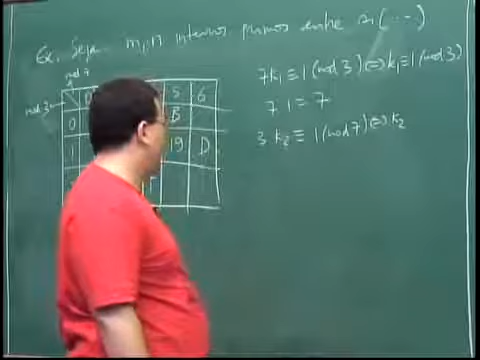 Ex. Sejam m, n inteiros primos entre si (...)
mod 7
mod 3
0 5 6
0 B
1 19 D
F
7k₁ ≡ 1 (mod 3) ⇔ k₁ ≡ 1 (mod 3)
7 · 1 = 7
3 · k₂ ≡ 1 (mod 7) ⇔ k₂